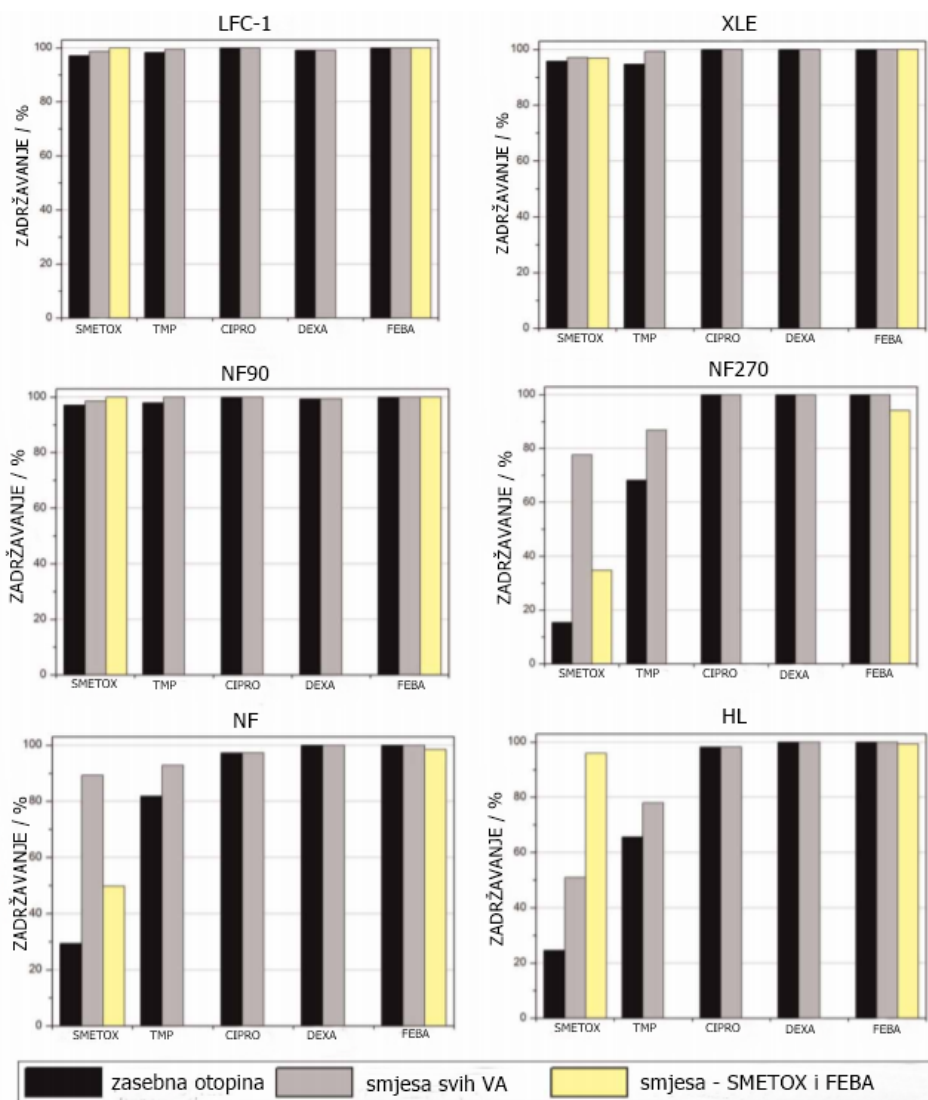 LFC-1
ZADRŽAVANJE / %
100
80
60
40
20
0
SMETOX TMP CIPRO DEXA FEBA
XLE
ZADRŽAVANJE / %
100
80
60
40
20
0
SMETOX TMP CIPRO DEXA FEBA
NF90
ZADRŽAVANJE / %
100
80
60
40
20
0
SMETOX TMP CIPRO DEXA FEBA
NF270
ZADRŽAVANJE / %
100
80
60
40
20
0
SMETOX TMP CIPRO DEXA FEBA
NF
ZADRŽAVANJE / %
100
80
60
40
20
0
SMETOX TMP CIPRO DEXA FEBA
HL
ZADRŽAVANJE / %
100
80
60
40
20
0
SMETOX TMP CIPRO DEXA FEBA
zasebna otopina smjesa svih VA smjesa - SMETOX i FEBA